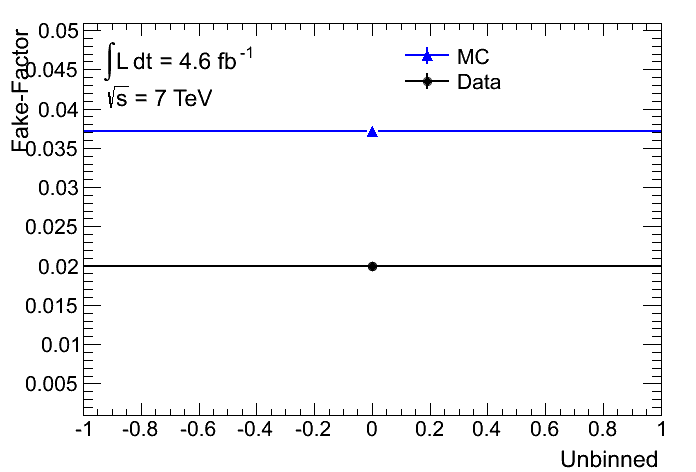 Fake-Factor
0.05
0.045
0.04
0.035
0.03
0.025
0.02
0.015
0.01
0.005
∫L dt = 4.6 fb⁻¹
√s = 7 TeV
MC
Data
-1 -0.8 -0.6 -0.4 -0.2 0 0.2 0.4 0.6 0.8 1
Unbinned